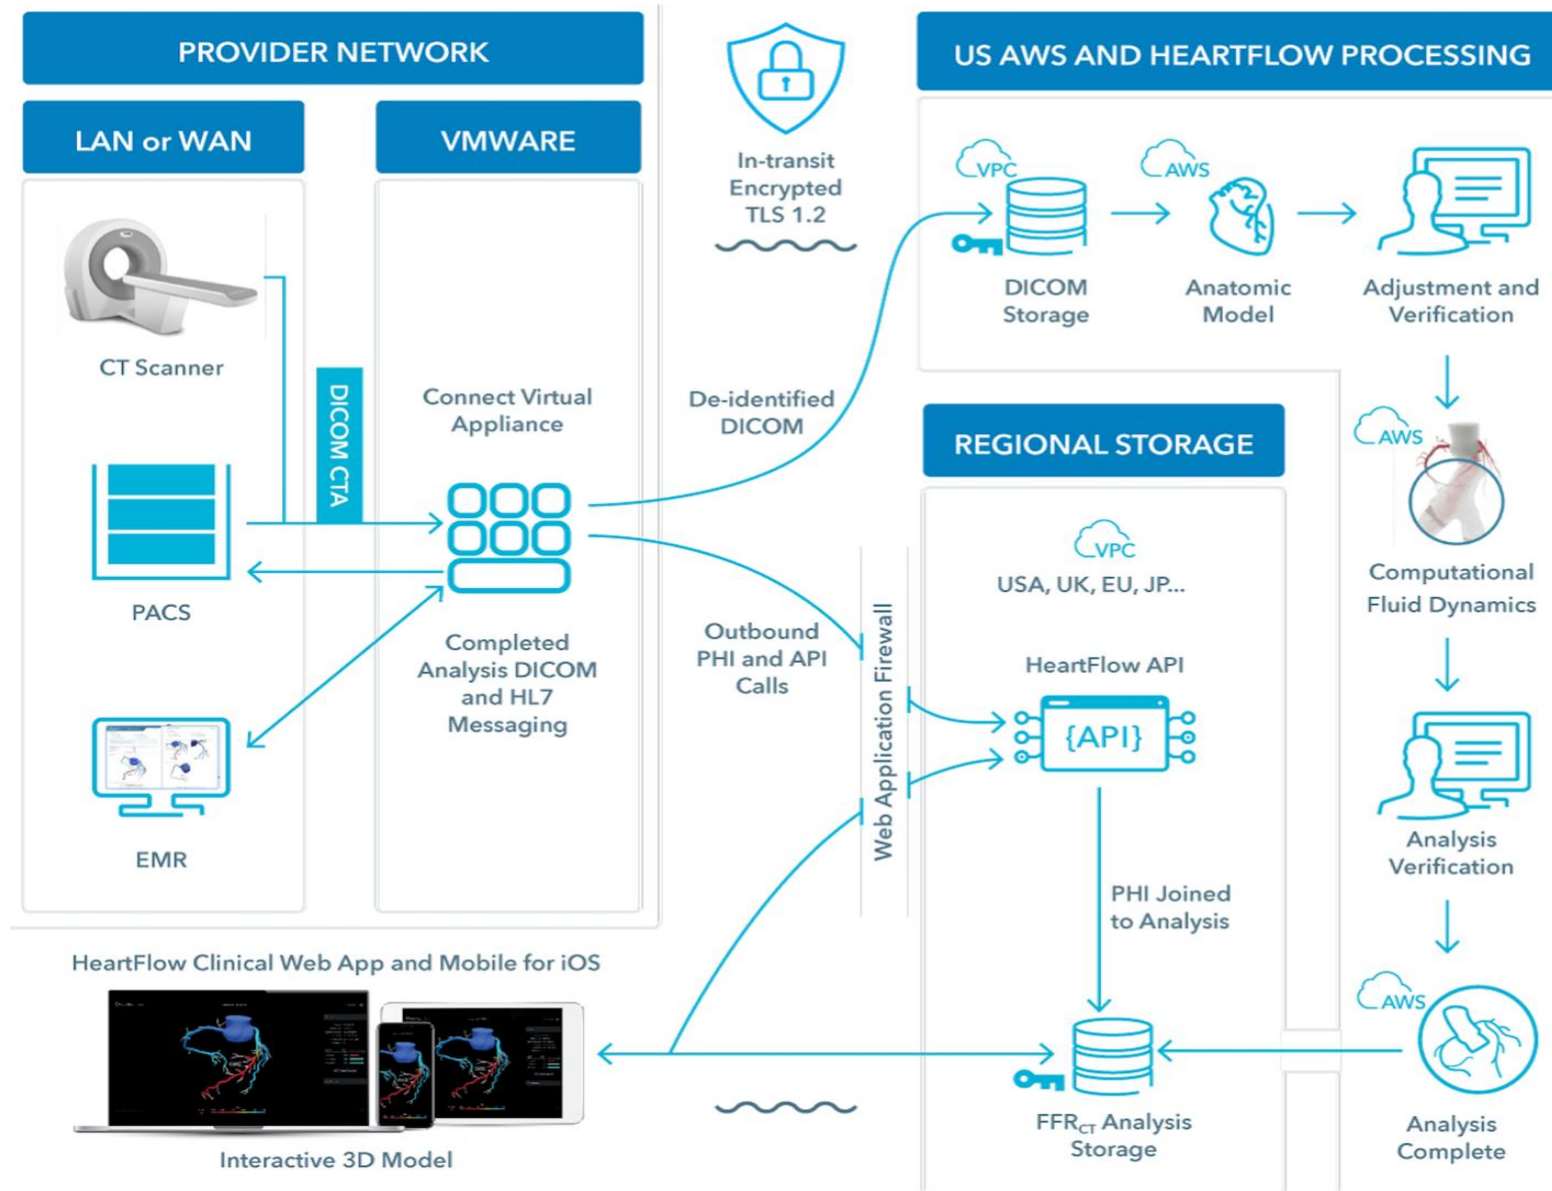 PROVIDER NETWORK
LAN or WAN
VMWARE
CT Scanner
DICOM CTA
Connect Virtual
Appliance
PACS
Completed
Analysis DICOM
and HL7
Messaging
EMR
In-transit
Encrypted
TLS 1.2
De-identified
DICOM
Outbound
PHI and API
Calls
Web Application Firewall
US AWS AND HEARTFLOW PROCESSING
VPC
AWS
DICOM
Storage
Anatomic
Model
Adjustment and
Verification
REGIONAL STORAGE
VPC
USA, UK, EU, JP...
HeartFlow API
{API}
PHI Joined
to Analysis
FFRCT Analysis
Storage
AWS
Computational
Fluid Dynamics
Analysis
Verification
AWS
Analysis
Complete
HeartFlow Clinical Web App and Mobile for iOS
Interactive 3D Model